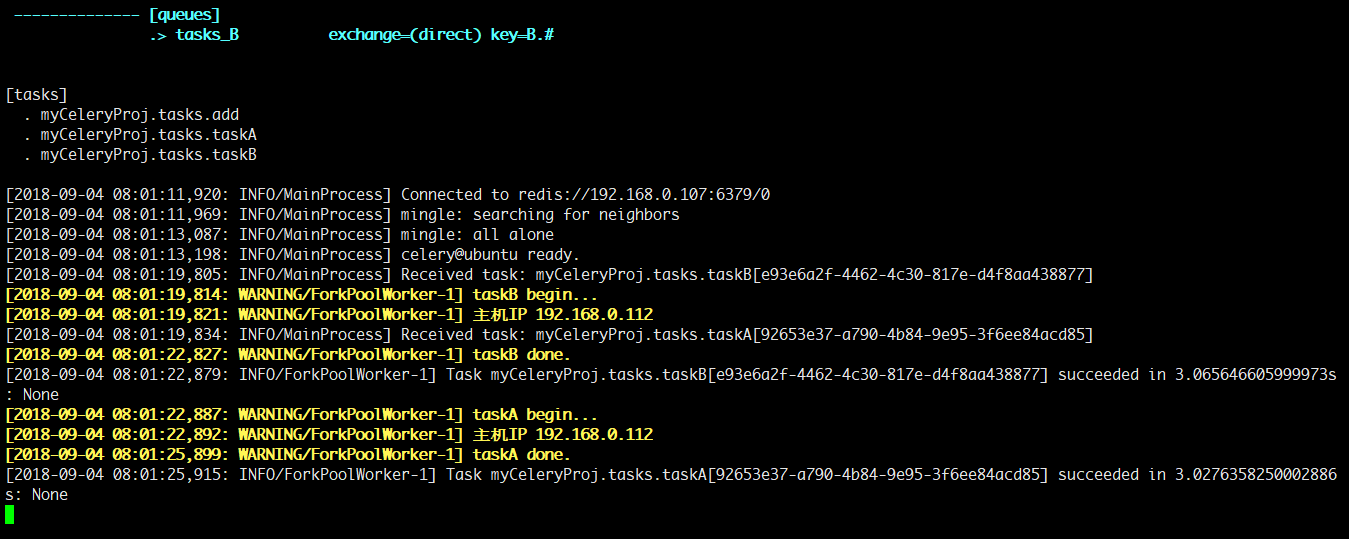 -------------- [queues]
.> tasks_B exchange=(direct) key=B.#
[tasks]
. myCeleryProj.tasks.add
. myCeleryProj.tasks.taskA
. myCeleryProj.tasks.taskB
[2018-09-04 08:01:11,920: INFO/MainProcess] Connected to redis://192.168.0.107:6379/0
[2018-09-04 08:01:11,969: INFO/MainProcess] mingle: searching for neighbors
[2018-09-04 08:01:13,087: INFO/MainProcess] mingle: all alone
[2018-09-04 08:01:13,198: INFO/MainProcess] celery@ubuntu ready.
[2018-09-04 08:01:19,805: INFO/MainProcess] Received task: myCeleryProj.tasks.taskB[e93e6a2f-4462-4c30-817e-d4f8aa438877]
[2018-09-04 08:01:19,814: WARNING/ForkPoolWorker-1] taskB begin...
[2018-09-04 08:01:19,821: WARNING/ForkPoolWorker-1] 主机IP 192.168.0.112
[2018-09-04 08:01:19,834: INFO/MainProcess] Received task: myCeleryProj.tasks.taskA[92653e37-a790-4b84-9e95-3f6ee84acd85]
[2018-09-04 08:01:22,827: WARNING/ForkPoolWorker-1] taskB done.
[2018-09-04 08:01:22,879: INFO/ForkPoolWorker-1] Task myCeleryProj.tasks.taskB[e93e6a2f-4462-4c30-817e-d4f8aa438877] succeeded in 3.065646605999973s
: None
[2018-09-04 08:01:22,887: WARNING/ForkPoolWorker-1] taskA begin...
[2018-09-04 08:01:22,892: WARNING/ForkPoolWorker-1] 主机IP 192.168.0.112
[2018-09-04 08:01:25,899: WARNING/ForkPoolWorker-1] taskA done.
[2018-09-04 08:01:25,915: INFO/ForkPoolWorker-1] Task myCeleryProj.tasks.taskA[92653e37-a790-4b84-9e95-3f6ee84acd85] succeeded in 3.0276358250002886
s: None